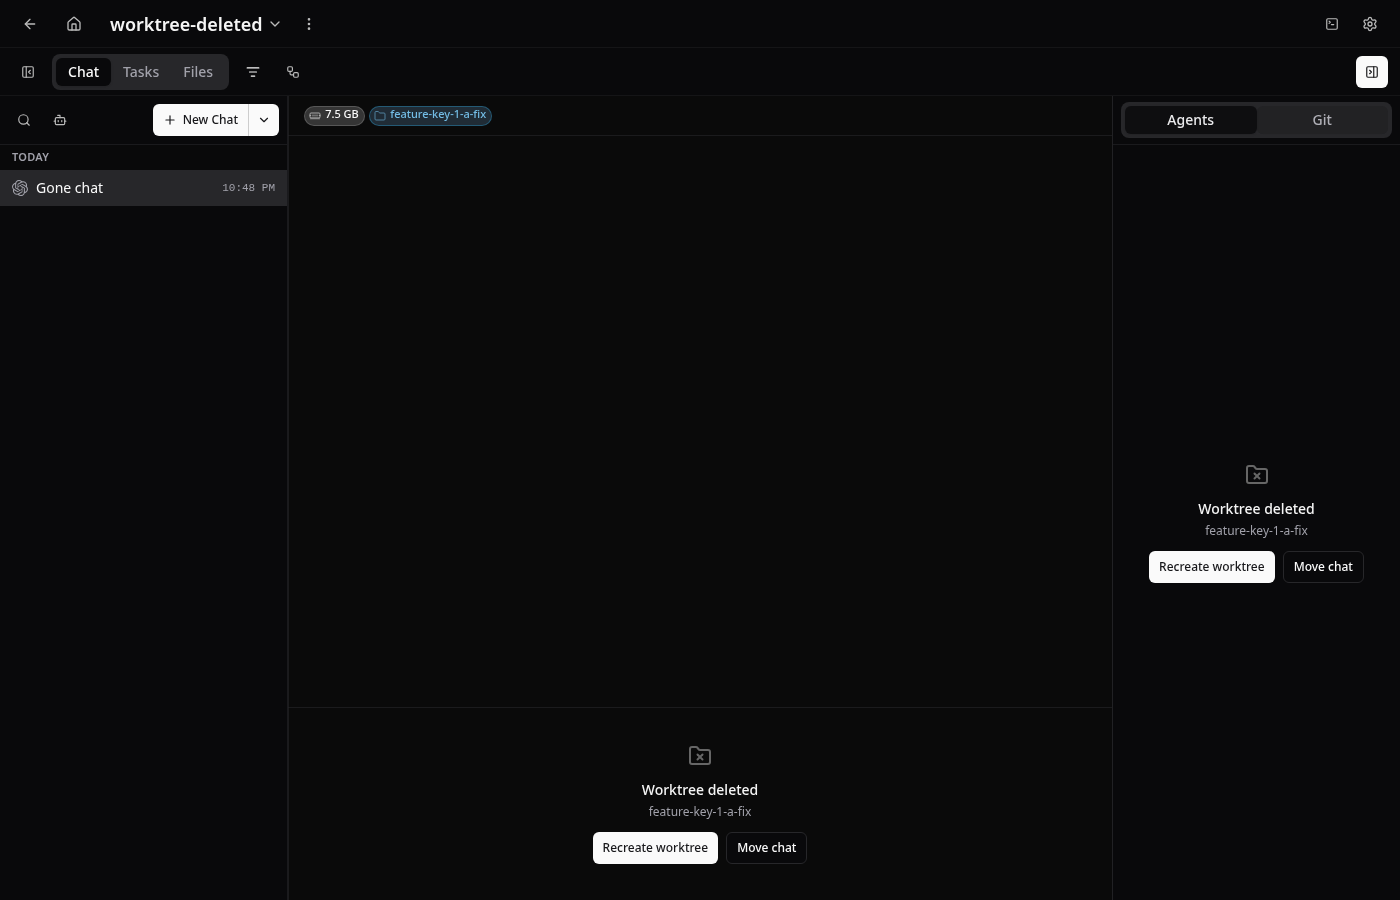 worktree-deleted
Chat Tasks Files
New Chat
TODAY
Gone chat 10:48 PM
7.5 GB feature-key-1-a-fix
Worktree deleted
feature-key-1-a-fix
Recreate worktree Move chat
Agents Git
Worktree deleted
feature-key-1-a-fix
Recreate worktree Move chat